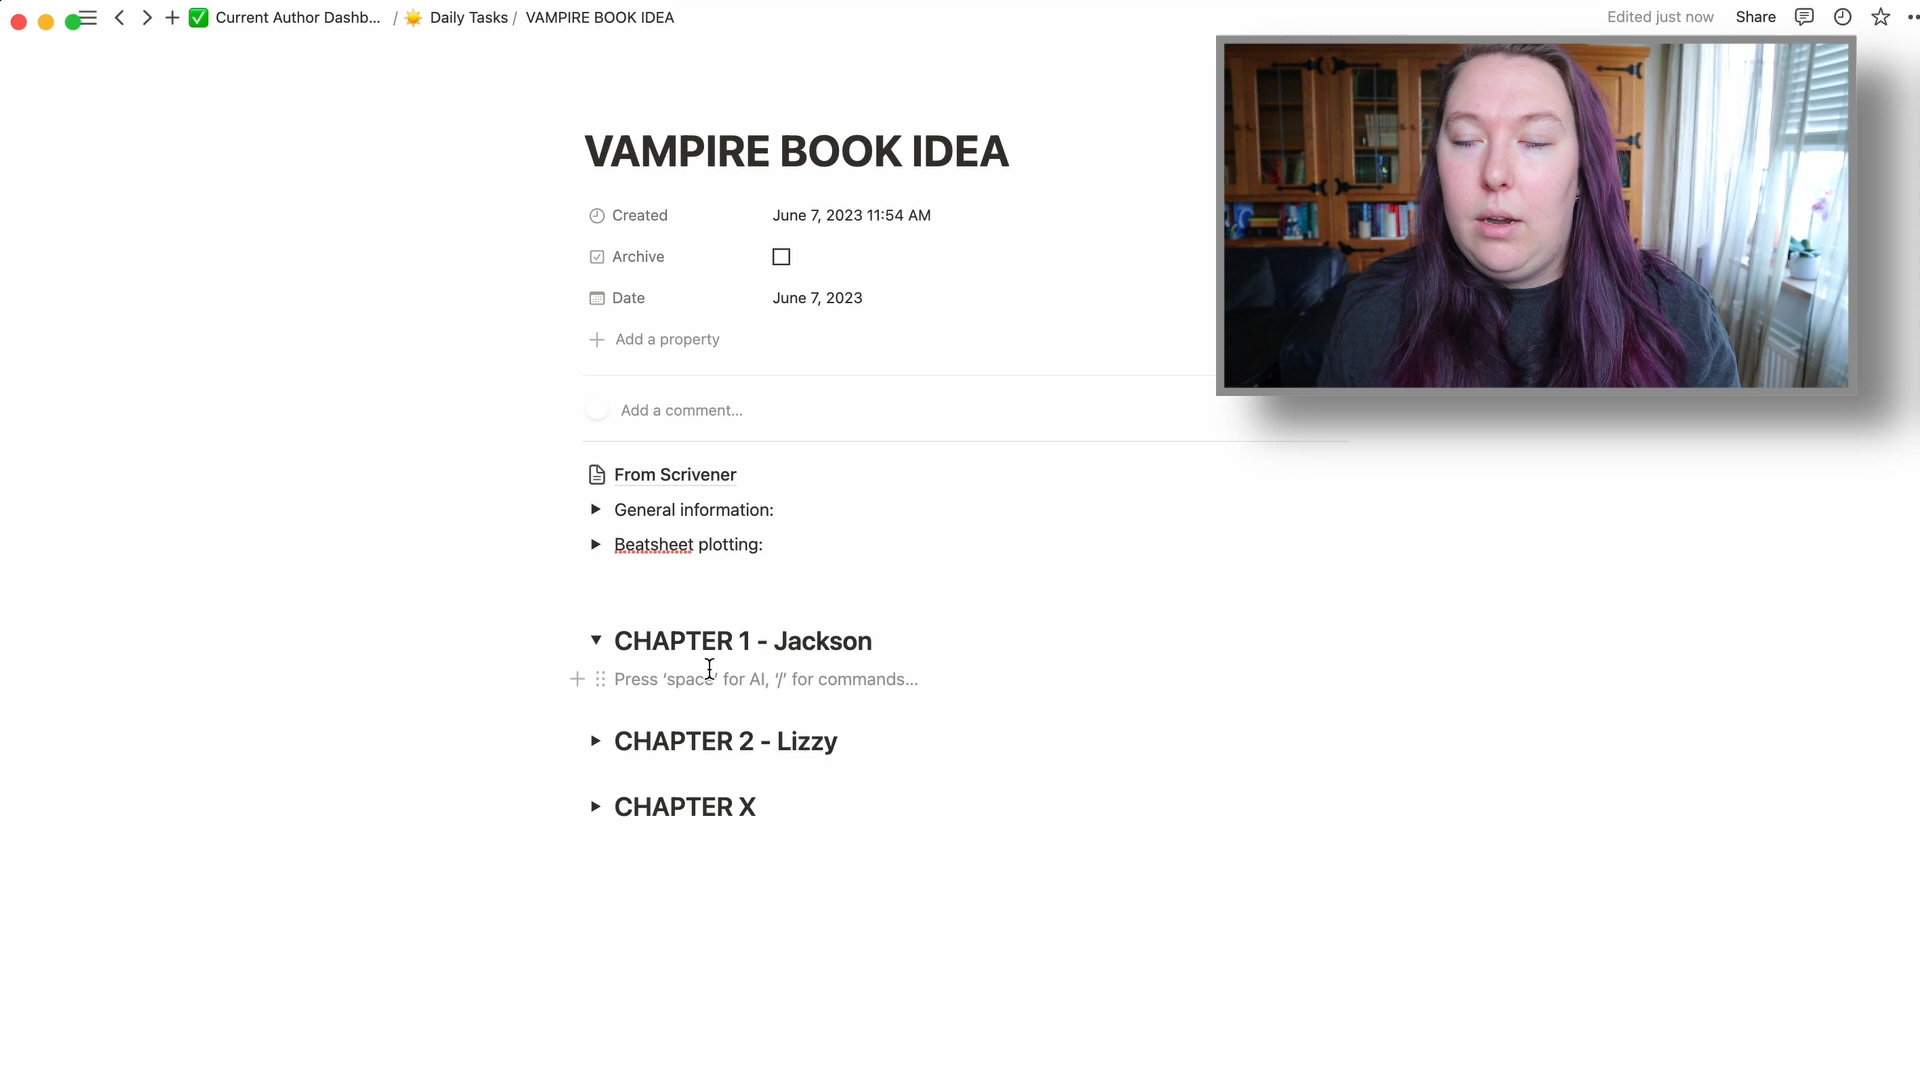 Current Author Dashb... / Daily Tasks / VAMPIRE BOOK IDEA
Edited just now Share
VAMPIRE BOOK IDEA
Created June 7, 2023 11:54 AM
Archive
Date June 7, 2023
Add a property
Add a comment...
From Scrivener
General information:
Beatsheet plotting:
CHAPTER 1 - Jackson
Press ‘space’ for AI, ‘/’ for commands...
CHAPTER 2 - Lizzy
CHAPTER X